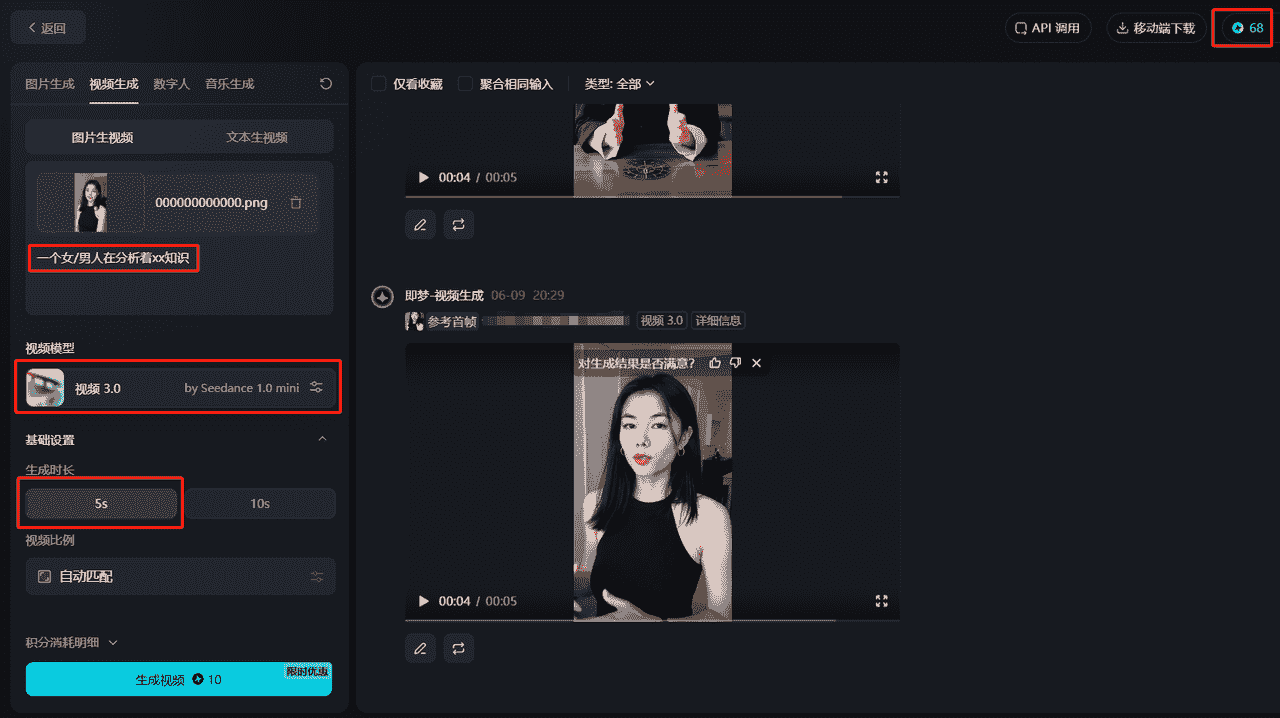 返回
API 调用
移动端下载
68
图片生成 视频生成 数字人 音乐生成
图片生视频 文本生视频
000000000000.png
一个女/男人在分析着xx知识
视频模型
视频 3.0 by Seedance 1.0 mini
基础设置
生成时长
5s 10s
视频比例
自动匹配
积分消耗明细
生成视频 10
限时优惠
仅看收藏 聚合相同输入 类型: 全部
00:04 / 00:05
即梦-视频生成 06-09 20:29
参考首帧 视频 3.0 详细信息
对生成结果是否满意?
00:04 / 00:05